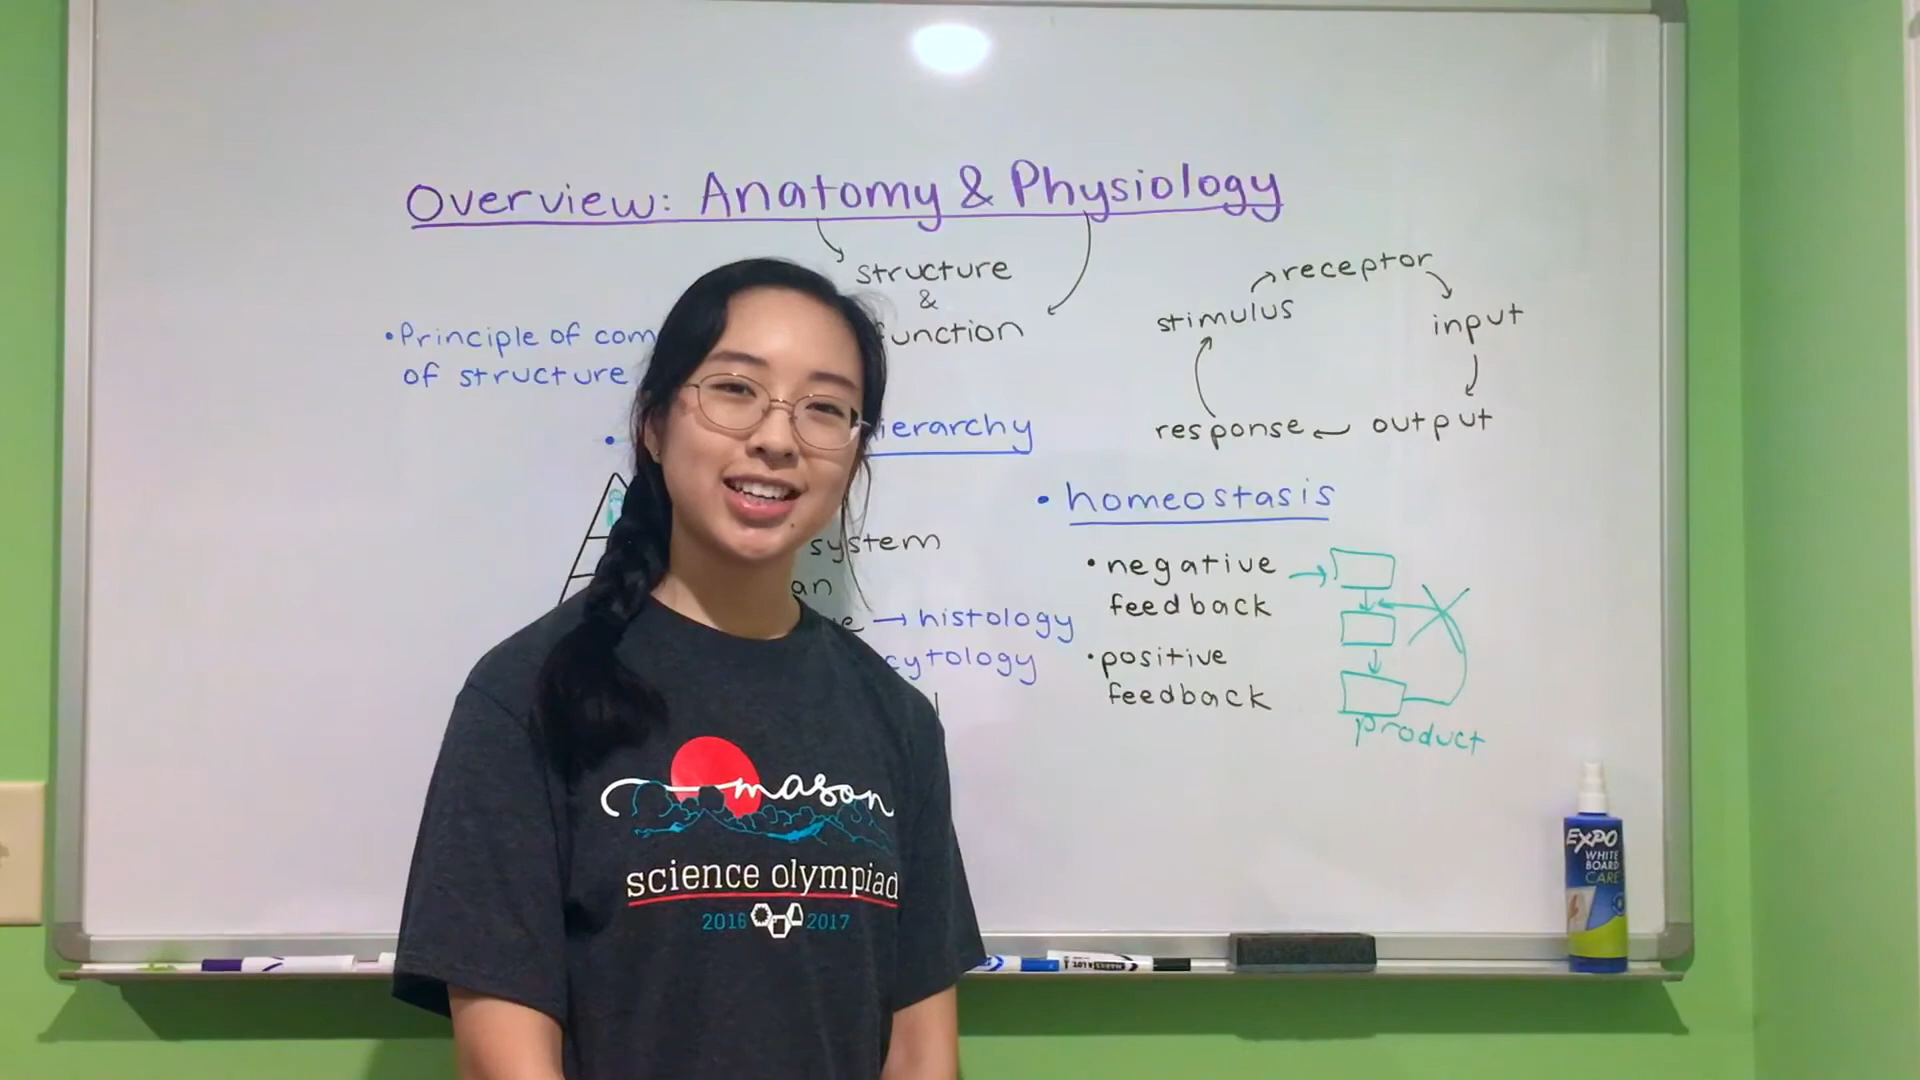 Overview: Anatomy & Physiology
structure
&
function
•Principle of com
of structure
•
ierarchy
system
an
→ histology
cytology
receptor
stimulus
input
response
output
• homeostasis
• negative
feedback
• positive
feedback
product
mason
science olympiad
2016 2017
EXPO
WHITE
BOARD
CARE